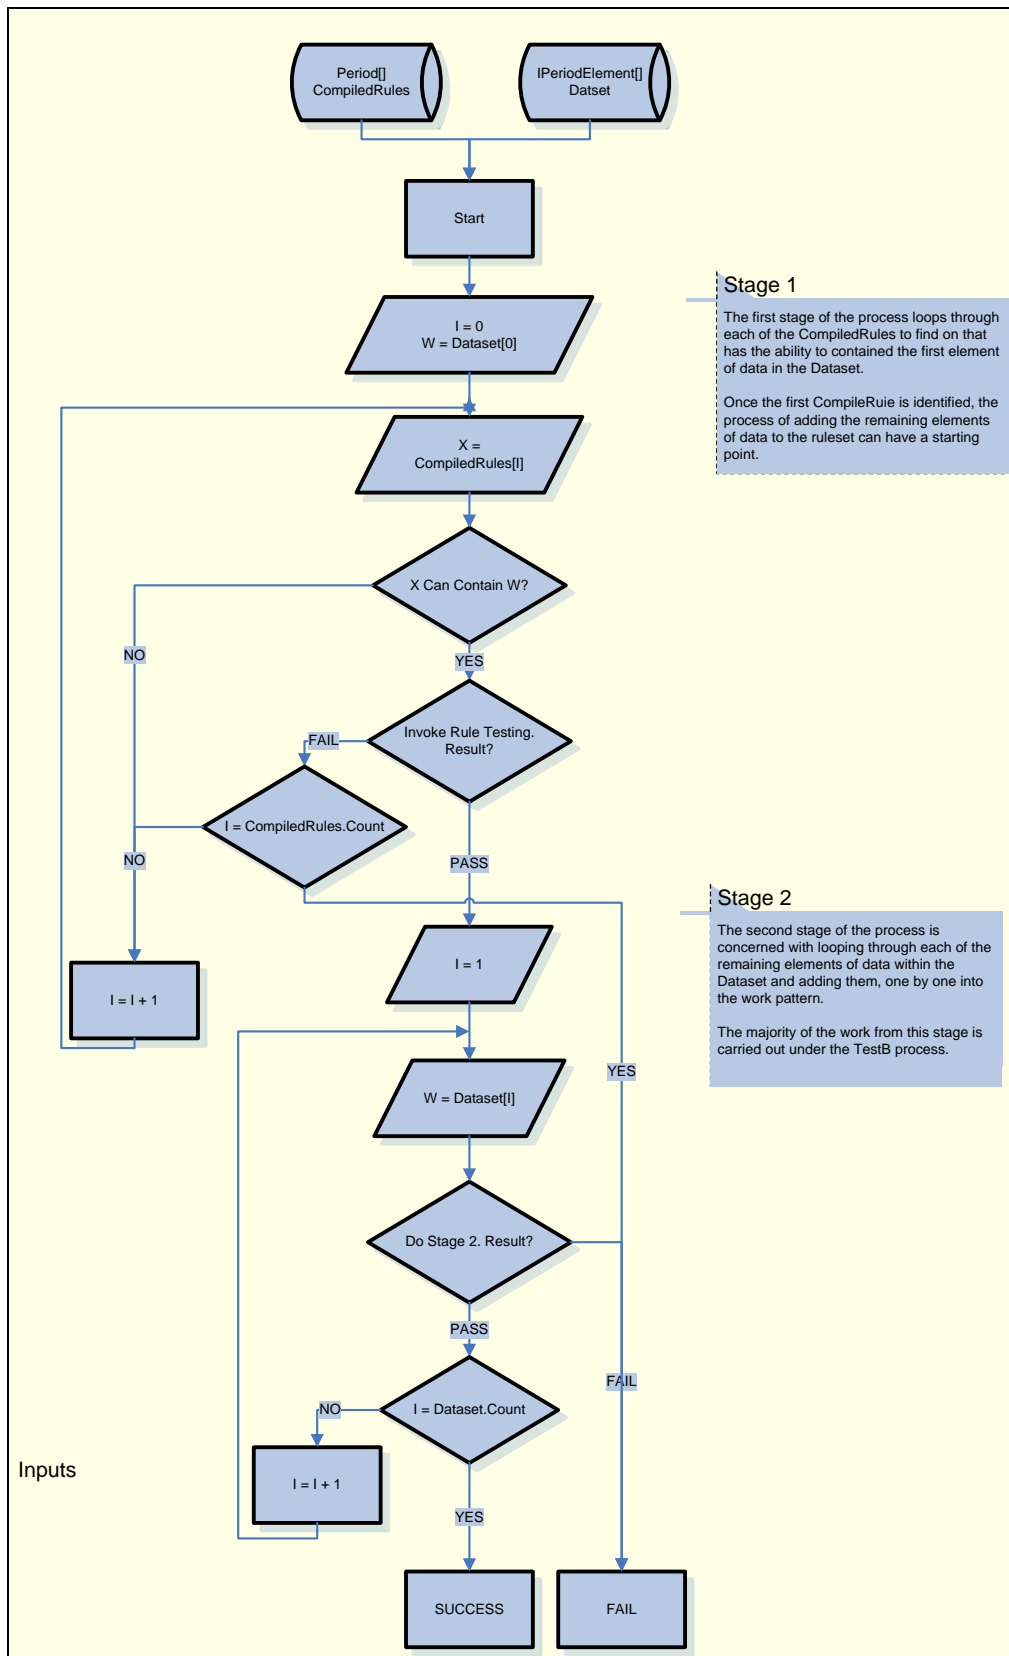 Period[]
CompiledRules
IPeriodElement[]
Datset
Start
I = 0
W = Dataset[0]
Stage 1
The first stage of the process loops through
each of the CompiledRules to find on that
has the ability to contained the first element
of data in the Dataset.
Once the first CompileRuie is identified, the
process of adding the remaining elements
of data to the ruleset can have a starting
point.
X =
CompiledRules[I]
X Can Contain W?
NO
YES
Invoke Rule Testing.
Result?
FAIL
I = CompiledRules.Count
NO
PASS
Stage 2
The second stage of the process is
concerned with looping through each of the
remaining elements of data within the
Dataset and adding them, one by one into
the work pattern.
The majority of the work from this stage is
carried out under the TestB process.
I = 1
I = I + 1
YES
W = Dataset[I]
Do Stage 2. Result?
PASS
FAIL
I = Dataset.Count
NO
Inputs
I = I + 1
YES
SUCCESS
FAIL